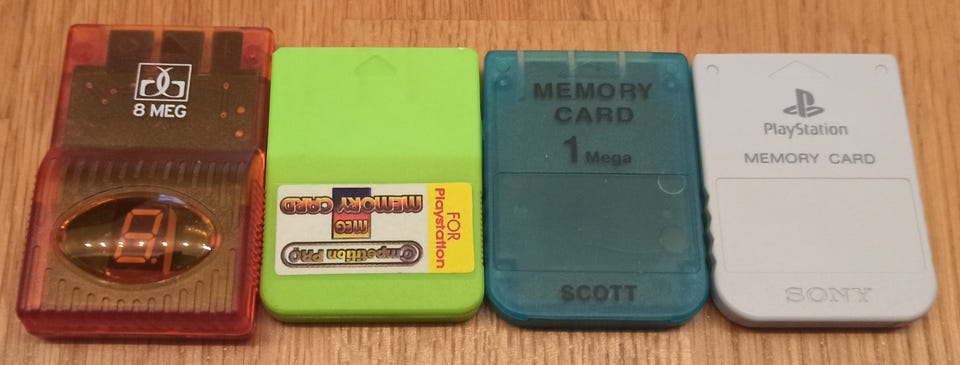 8 MEG
FOR
Playstation
MEMORY CARD
MEG
Competition PRO
MEMORY
CARD
1 Mega
SCOTT
PlayStation
MEMORY CARD
SONY